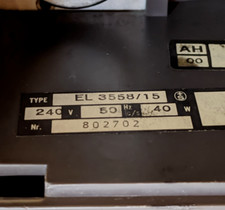 AH
00
TYPE EL 3558/15
240 V 50 Hz 40 W
Nr. 802702